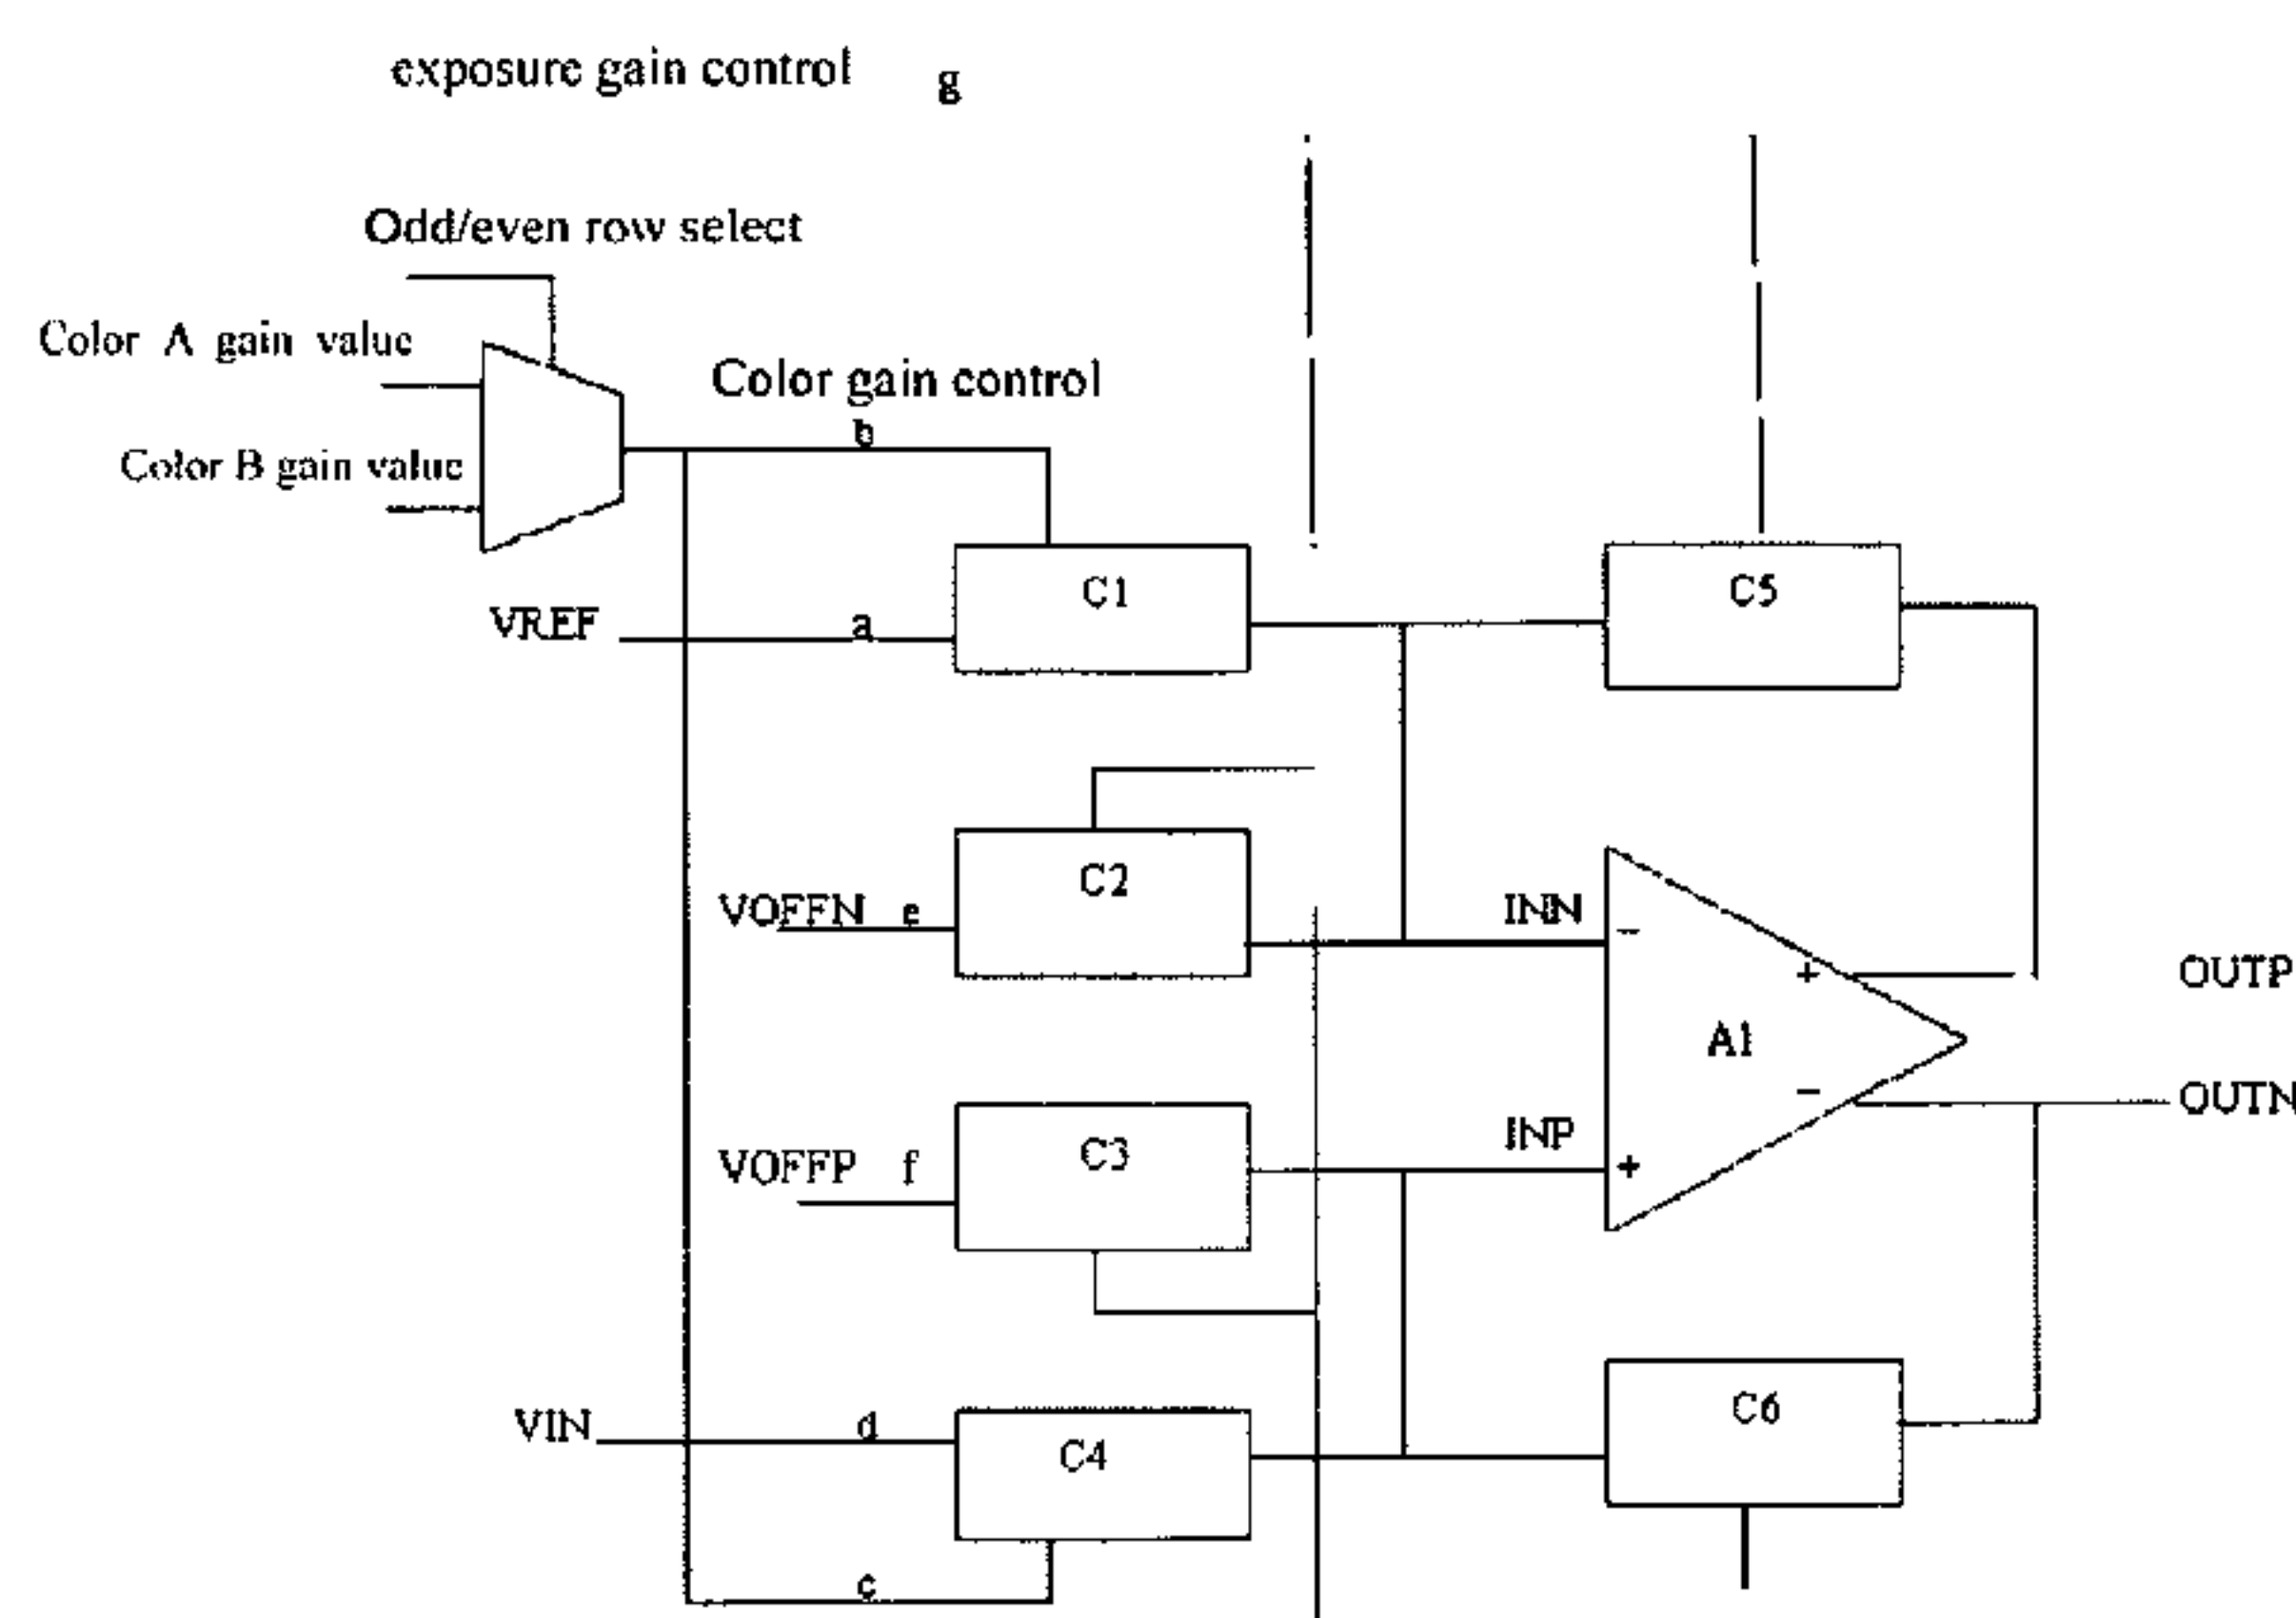 exposure gain control g
Odd/even row select
Color A gain value
Color gain control
b
Color B gain value
C1
C5
VREF a
C2
VOFFN e
INN
−
+
OUTP
A1
−
OUTN
C3
INP
VOFFP f
+
C6
VIN d
C4
c